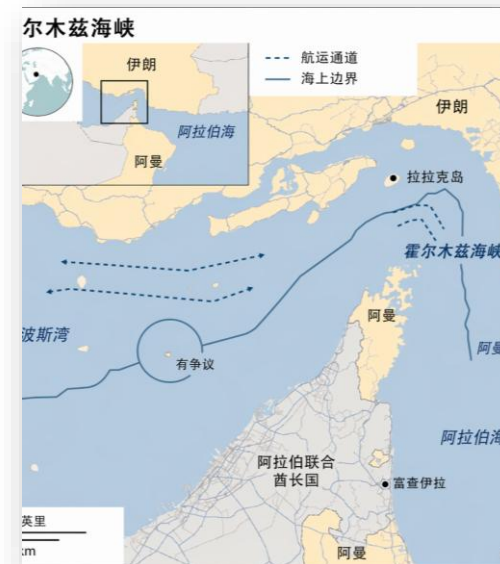 尔木兹海峡
航运通道
海上边界
伊朗
阿拉伯海
阿曼
伊朗
拉拉克岛
霍尔木兹海峡
阿曼
波斯湾
有争议
阿曼
阿拉伯海
阿拉伯联合
酋长国
富查伊拉
英里
km
阿曼